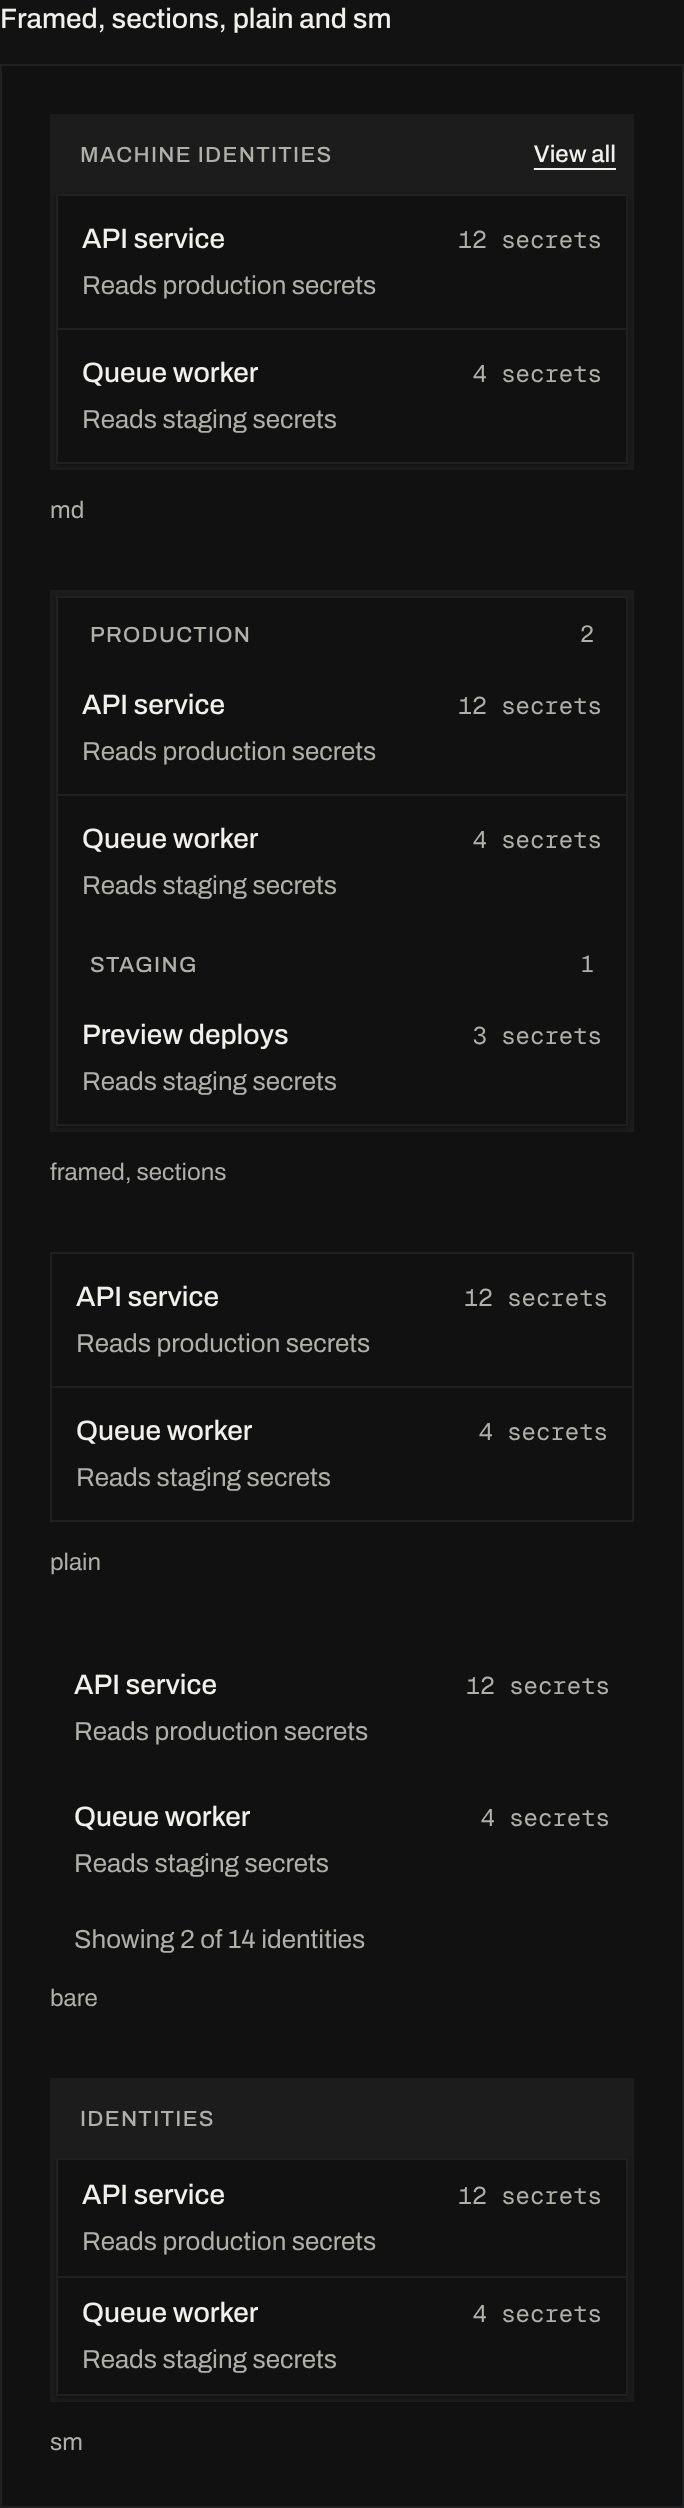 Framed, sections, plain and sm
MACHINE IDENTITIES View all
API service 12 secrets
Reads production secrets
Queue worker 4 secrets
Reads staging secrets
md
PRODUCTION 2
API service 12 secrets
Reads production secrets
Queue worker 4 secrets
Reads staging secrets
STAGING 1
Preview deploys 3 secrets
Reads staging secrets
framed, sections
API service 12 secrets
Reads production secrets
Queue worker 4 secrets
Reads staging secrets
plain
API service 12 secrets
Reads production secrets
Queue worker 4 secrets
Reads staging secrets
Showing 2 of 14 identities
bare
IDENTITIES
API service 12 secrets
Reads production secrets
Queue worker 4 secrets
Reads staging secrets
sm